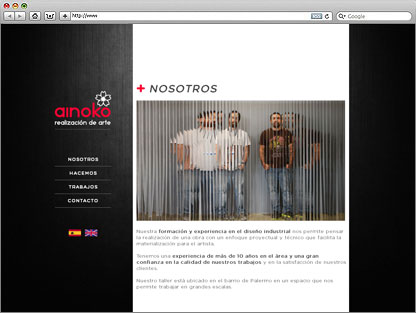 http://www
Google
ainoko
realización de arte
NOSOTROS
HACEMOS
TRABAJOS
CONTACTO
+ NOSOTROS
Nuestra formación y experiencia en el diseño industrial nos permite pensar
la realización de una obra con un enfoque proyectual y técnico que facilita la
materialización para el artista.
Tenemos una experiencia de más de 10 años en el área y una gran
confianza en la calidad de nuestros trabajos y en la satisfacción de nuestros
clientes.
Nuestro taller está ubicado en el barrio de Palermo en un espacio que nos
permite trabajar en grandes escalas.